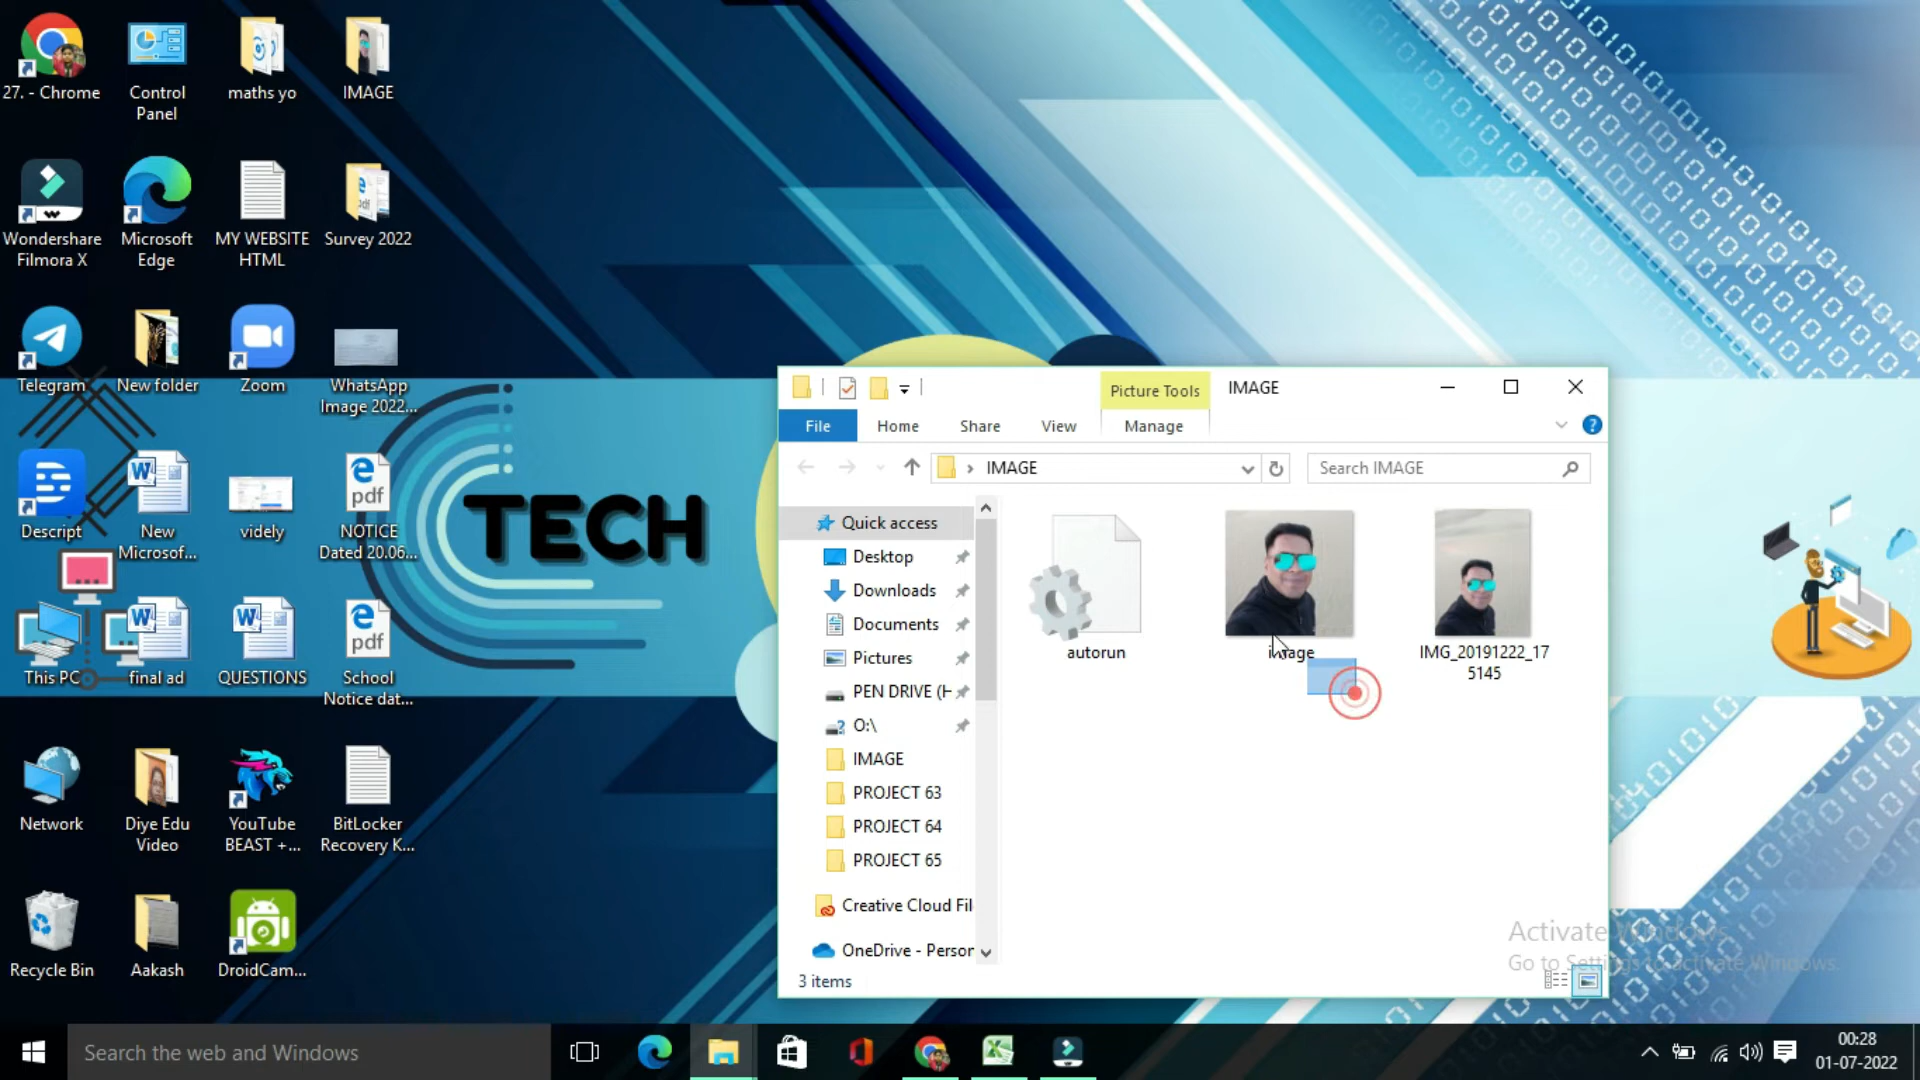 27. - Chrome
Control
Panel
maths yo
IMAGE
Wondershare
Filmora X
Microsoft
Edge
MY WEBSITE
HTML
Survey 2022
Telegram
New folder
Zoom
WhatsApp
Image 2022...
Descript
New
Microsof...
videly
NOTICE
Dated 20.06...
pdf
This PC
final ad
QUESTIONS
School
Notice dat...
pdf
Network
Diye Edu
Video
YouTube
BEAST +...
BitLocker
Recovery K...
Recycle Bin
Aakash
DroidCam...
TECH
Picture Tools
IMAGE
File
Home
Share
View
Manage
IMAGE
Search IMAGE
Quick access
Desktop
Downloads
Documents
Pictures
PEN DRIVE (H
O:\
IMAGE
PROJECT 63
PROJECT 64
PROJECT 65
Creative Cloud Fil
OneDrive - Person
autorun
image
IMG_20191222_17
5145
3 items
Activate Windows
Go to Settings to activate Windows.
Search the web and Windows
00:28
01-07-2022